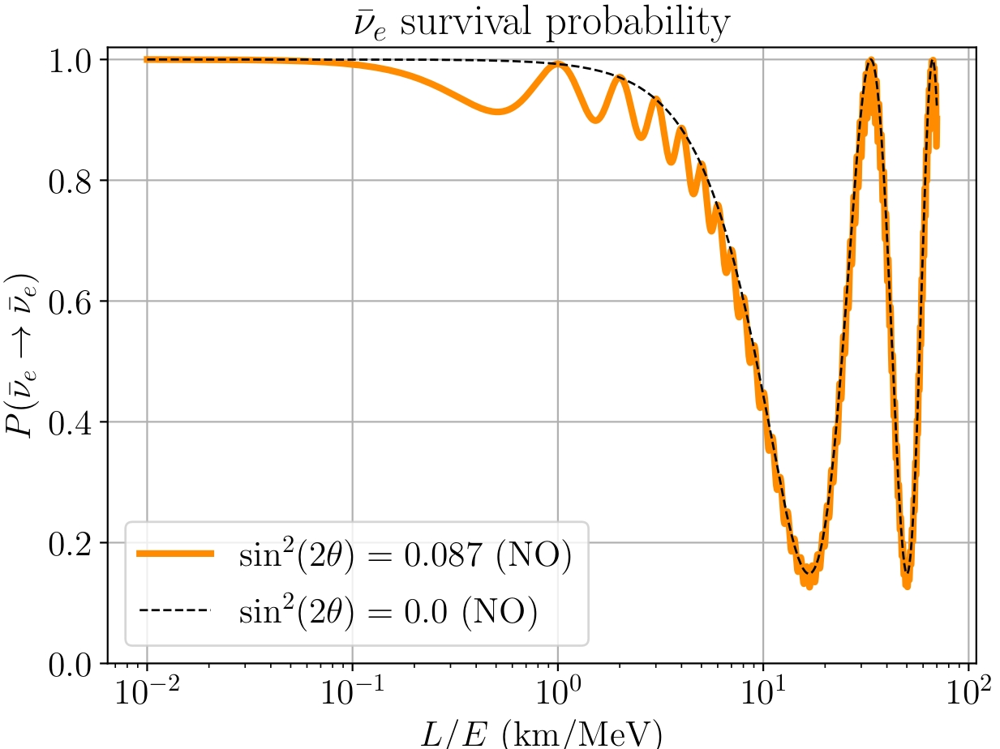 ν̄ₑ survival probability
P(ν̄ₑ → ν̄ₑ)
1.0
0.8
0.6
0.4
0.2
0.0
sin²(2θ) = 0.087 (NO)
sin²(2θ) = 0.0 (NO)
10⁻² 10⁻¹ 10⁰ 10¹ 10²
L/E (km/MeV)